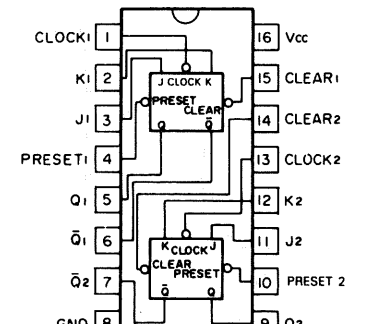 CLOCK1 1 16 Vcc
K1 2 15 CLEAR1
J1 3 14 CLEAR2
PRESET1 4 13 CLOCK2
Q1 5 12 K2
Q̅1 6 11 J2
Q̅2 7 10 PRESET 2
GND 8 9 Q2
J CLOCK K
PRESET
CLEAR
Q Q̅
K CLOCK J
CLEAR
PRESET
Q̅ Q